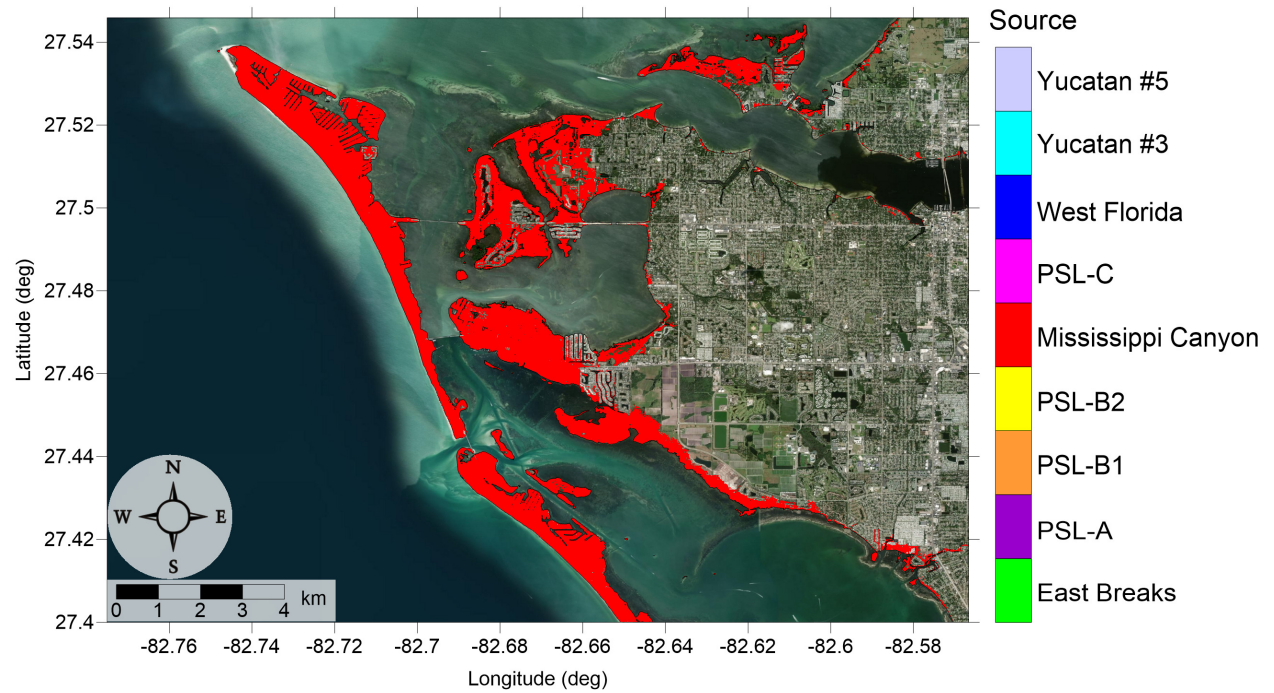 Source
27.54
27.52
27.5
27.48
27.46
27.44
27.42
27.4
Latitude (deg)
N
W
E
S
0 1 2 3 4 km
-82.76 -82.74 -82.72 -82.7 -82.68 -82.66 -82.64 -82.62 -82.6 -82.58
Longitude (deg)
Yucatan #5
Yucatan #3
West Florida
PSL-C
Mississippi Canyon
PSL-B2
PSL-B1
PSL-A
East Breaks